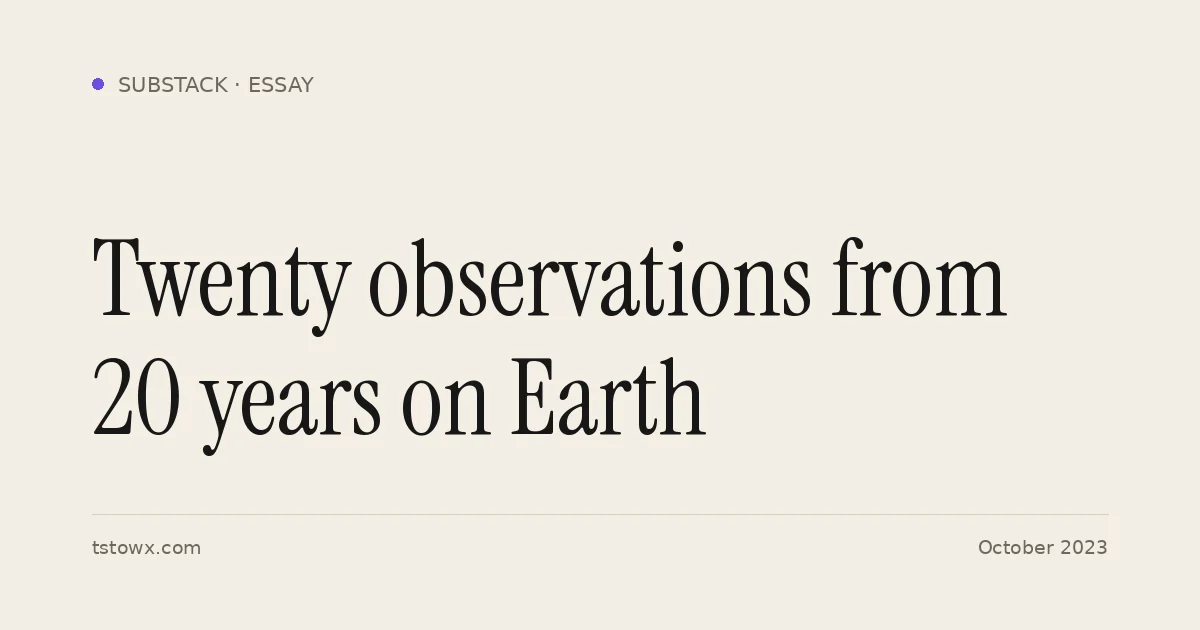 SUBSTACK · ESSAY
Twenty observations from
20 years on Earth
tstowx.com
October 2023